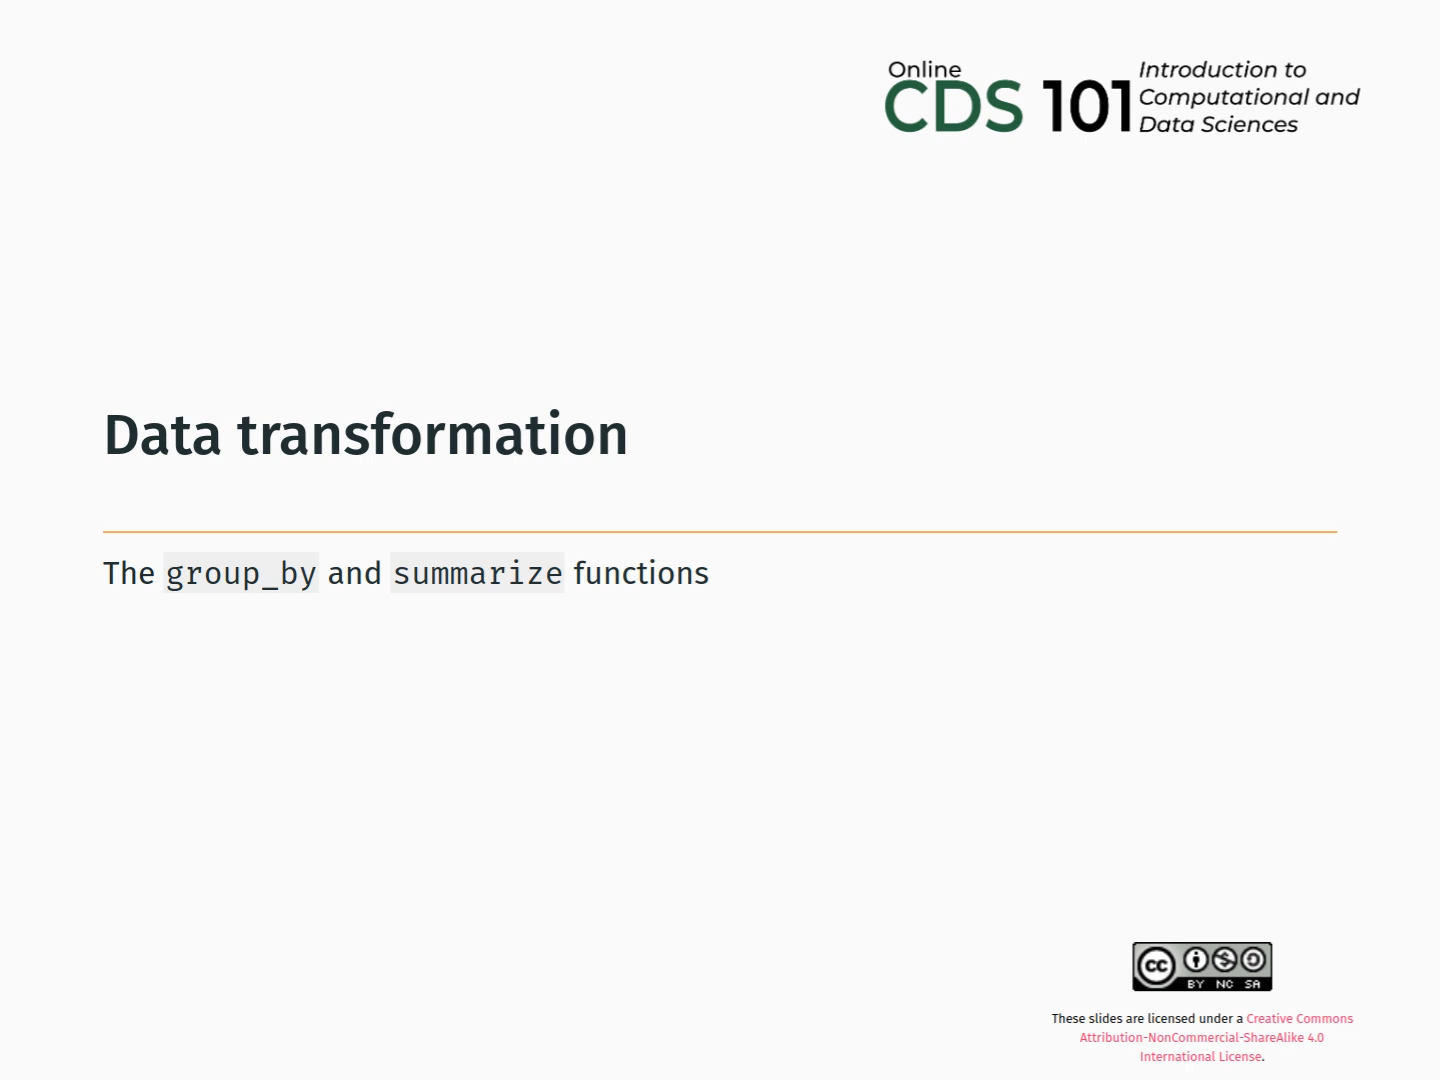 Online
CDS 101
Introduction to
Computational and
Data Sciences
Data transformation
The group_by and summarize functions
cc
BY NC SA
These slides are licensed under a Creative Commons
Attribution-NonCommercial-ShareAlike 4.0
International License.